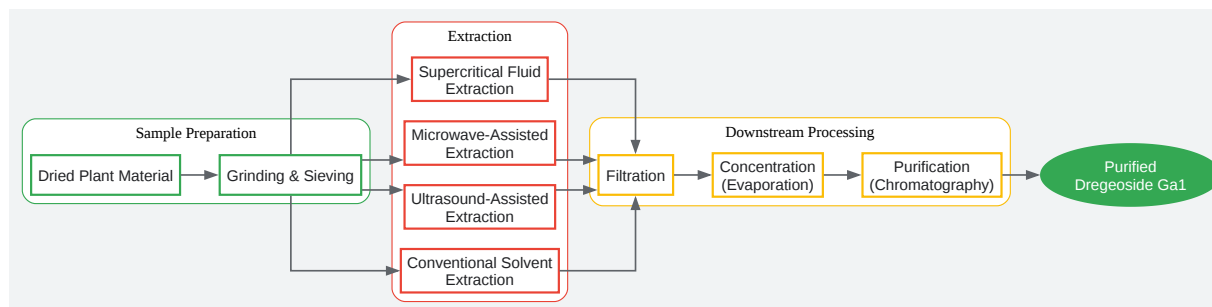 Extraction
Supercritical Fluid
Extraction
Sample Preparation
Dried Plant Material
Grinding & Sieving
Microwave-Assisted
Extraction
Ultrasound-Assisted
Extraction
Conventional Solvent
Extraction
Downstream Processing
Filtration
Concentration
(Evaporation)
Purification
(Chromatography)
Purified
Dregeoside Ga1